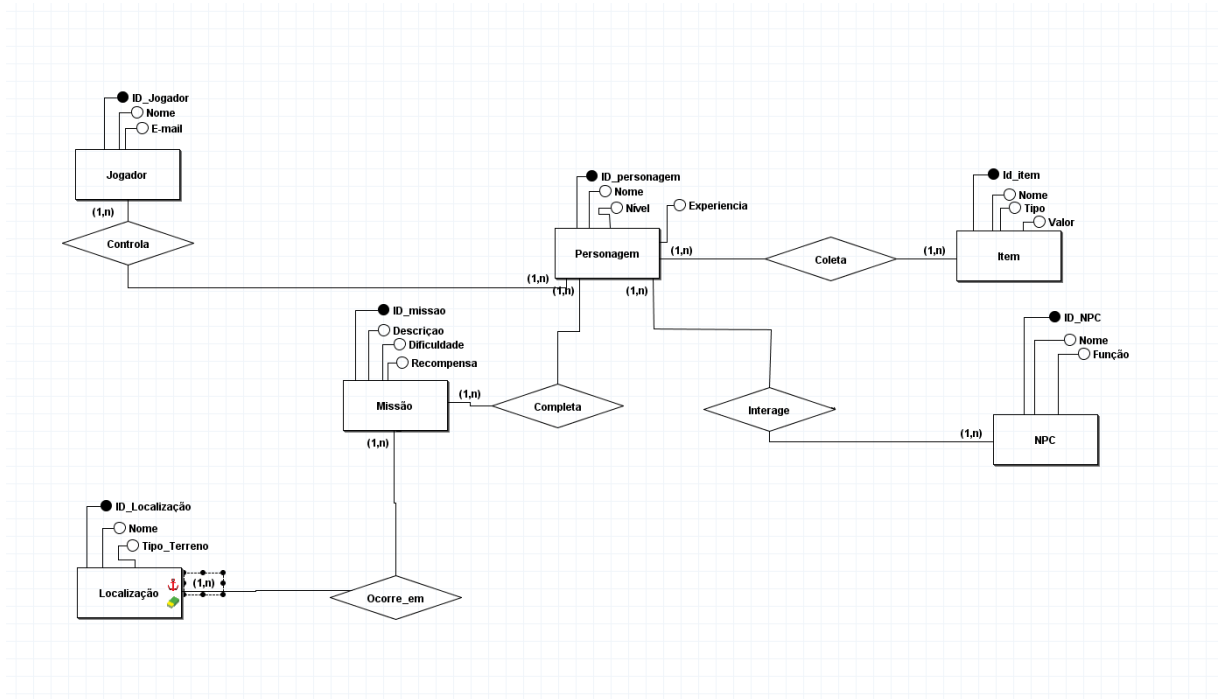 ID_Jogador
Nome
E-mail
Jogador
(1,n)
Controla
(1,n)
ID_personagem
Nome
Nível
Experiencia
Personagem
(1,n)
Coleta
(1,n)
Id_item
Nome
Tipo
Valor
Item
(1,n)
(1,n)
ID_missao
Descriçao
Dificuldade
Recompensa
Missão
(1,n)
Completa
Interage
(1,n)
ID_NPC
Nome
Função
NPC
(1,n)
ID_Localização
Nome
Tipo_Terreno
Localização
(1,n)
Ocorre_em